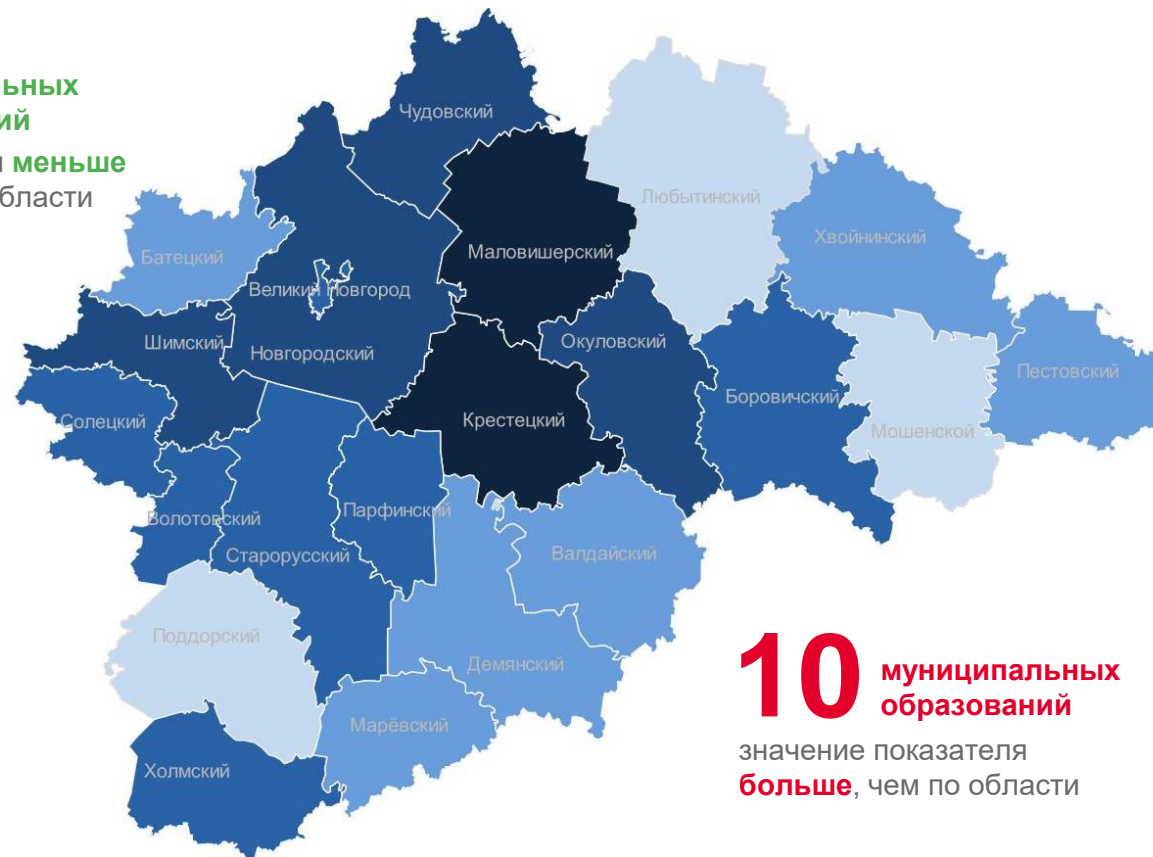 льных
ий
и меньше
бласти
Чудовский
Любытинский
Хвойнинский
Маловишерский
Батецкий
Великий Новгород
Окуловский
Шимский
Новгородский
Пестовский
Боровичский
Солецкий
Крестецкий
Мошенской
Парфинский
Волотовский
Старорусский
Валдайский
Поддорский
Демянский
10 муниципальных
образований
Марёвский
значение показателя
Холмский
больше, чем по области